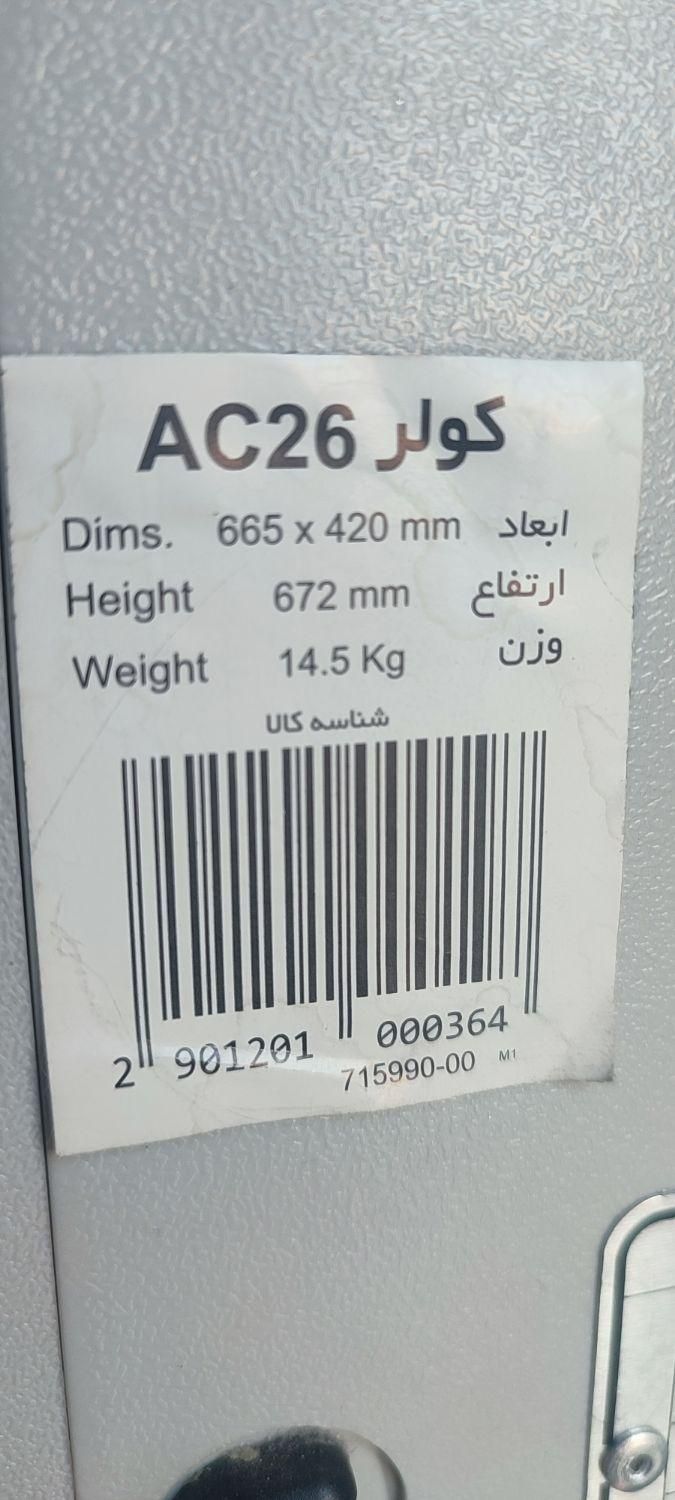 کولر AC26
Dims. 665 x 420 mm ابعاد
Height 672 mm ارتفاع
Weight 14.5 Kg وزن
شناسه کالا
2 901201 000364
715990-00 M1